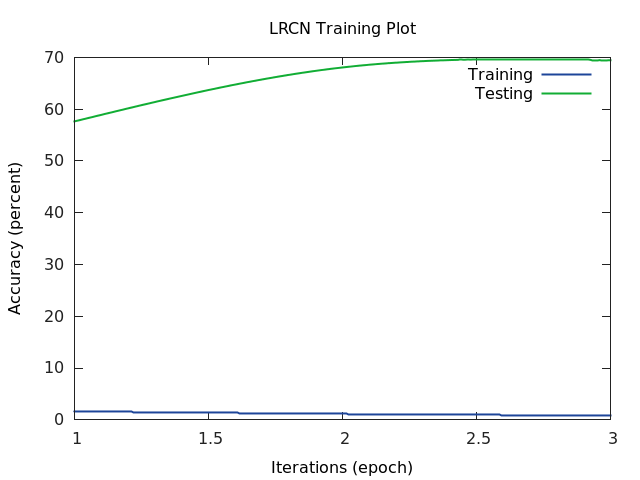 LRCN Training Plot
70
60
50
40
30
20
10
0
Accuracy (percent)
Training
Testing
1
1.5
2
2.5
3
Iterations (epoch)